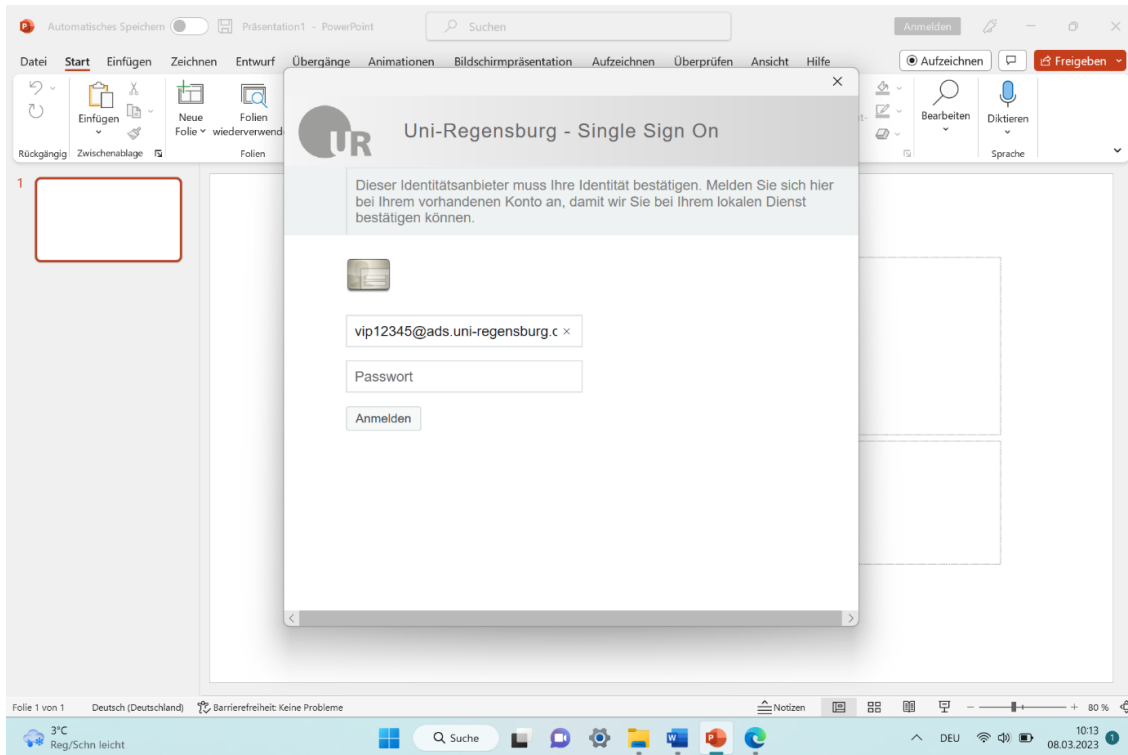 Automatisches Speichern
Präsentation1 - PowerPoint
Suchen
Anmelden
Datei Start Einfügen Zeichnen Entwurf Übergänge Animationen Bildschirmpräsentation Aufzeichnen Überprüfen Ansicht Hilfe
Aufzeichnen
Freigeben
Einfügen
Neue
Folie
Folien
wiederverwend
Bearbeiten
Diktieren
Rückgängig
Zwischenablage
Folien
Sprache
UR
Uni-Regensburg - Single Sign On
Dieser Identitätsanbieter muss Ihre Identität bestätigen. Melden Sie sich hier
bei Ihrem vorhandenen Konto an, damit wir Sie bei Ihrem lokalen Dienst
bestätigen können.
vip12345@ads.uni-regensburg.c
Passwort
Anmelden
1
Folie 1 von 1 Deutsch (Deutschland) Barrierefreiheit: Keine Probleme
Notizen
80 %
3°C
Reg/Schn leicht
Suche
DEU
10:13
08.03.2023
1